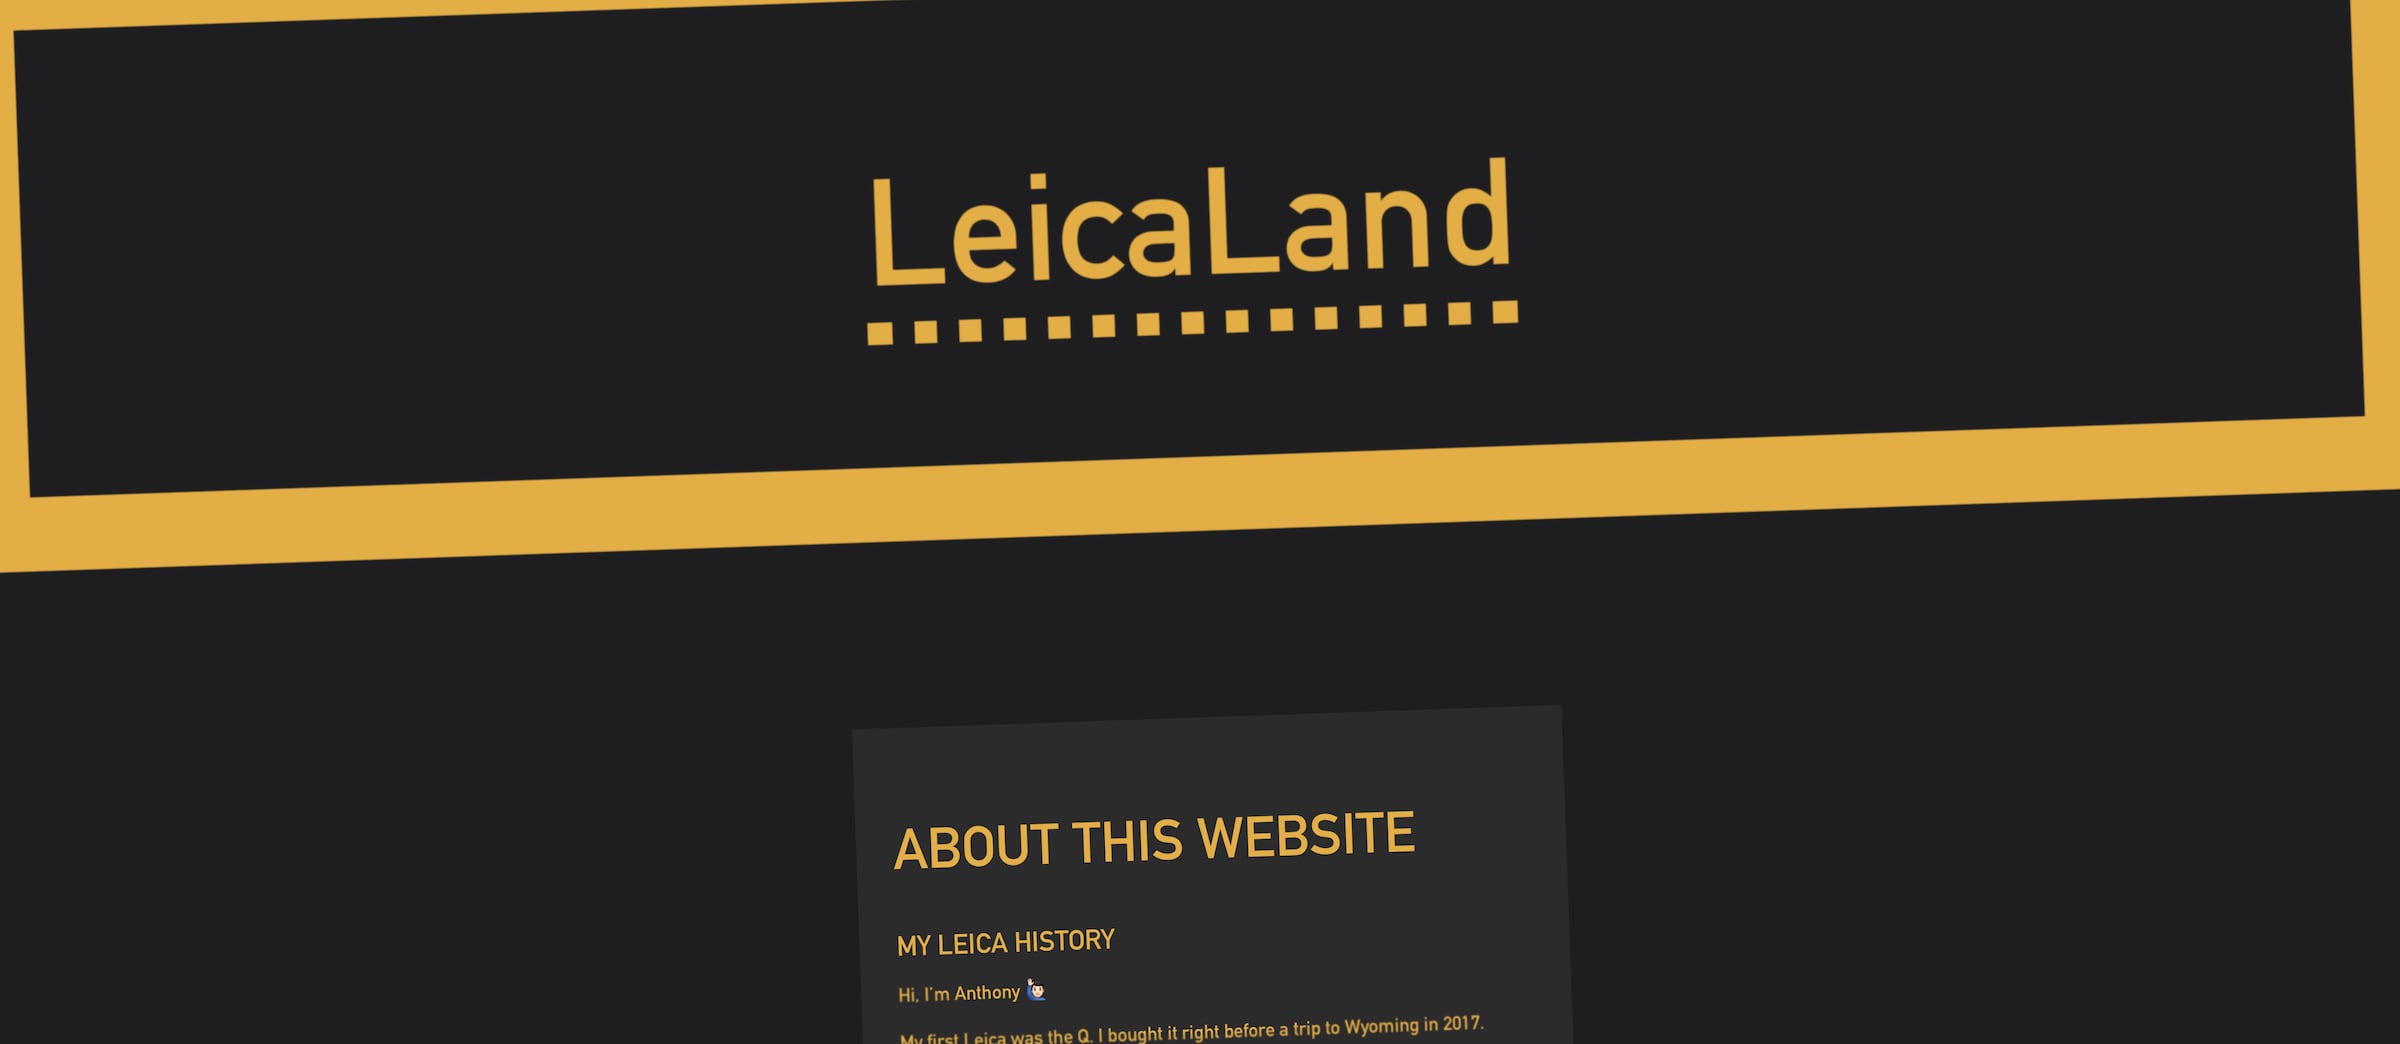 LeicaLand
ABOUT THIS WEBSITE
MY LEICA HISTORY
Hi, I'm Anthony 🙋🏻‍♂️
My first Leica was the Q. I bought it right before a trip to Wyoming in 2017.